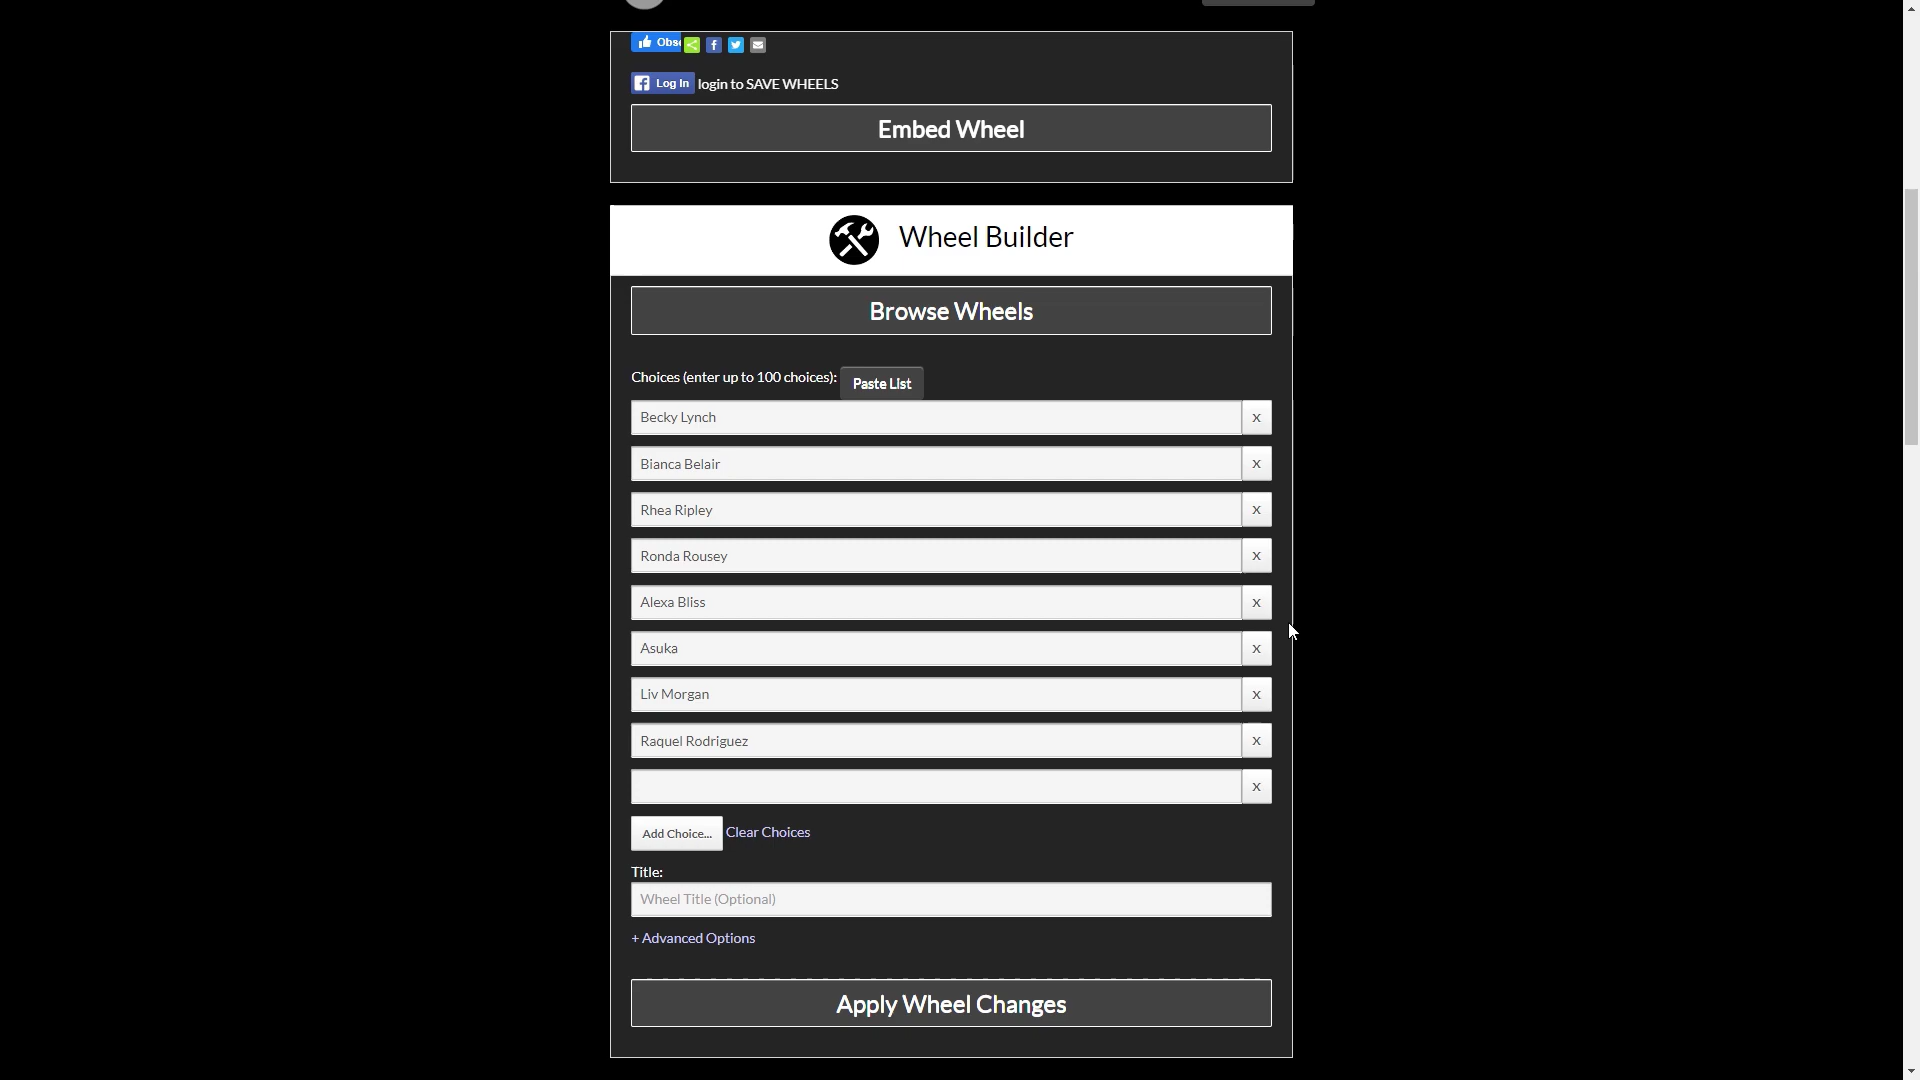 Obs
Log In login to SAVE WHEELS
Embed Wheel
Wheel Builder
Browse Wheels
Choices (enter up to 100 choices): Paste List
Becky Lynch x
Bianca Belair x
Rhea Ripley x
Ronda Rousey x
Alexa Bliss x
Asuka x
Liv Morgan x
Raquel Rodriguez x
x
Add Choice... Clear Choices
Title:
Wheel Title (Optional)
+ Advanced Options
Apply Wheel Changes